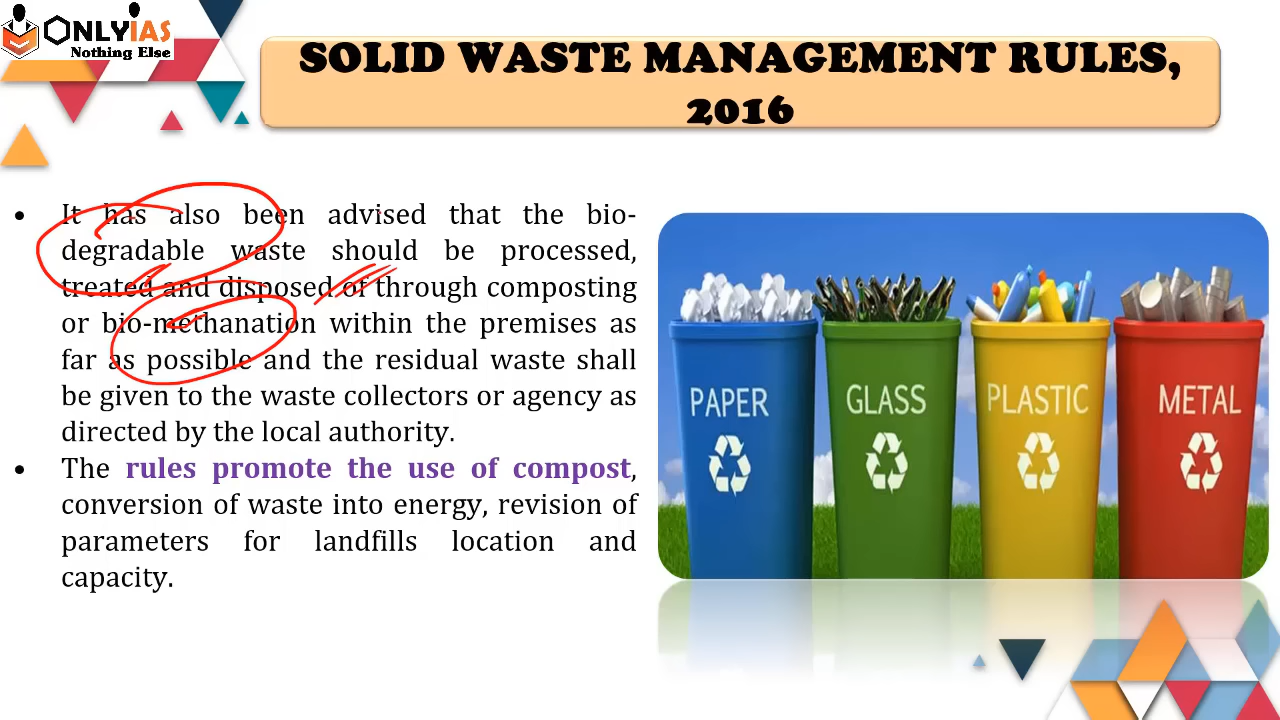 ONLYIAS
Nothing Else
SOLID WASTE MANAGEMENT RULES,
2016
• It has also been advised that the bio-
degradable waste should be processed,
treated and disposed of through composting
or bio-methanation within the premises as
far as possible and the residual waste shall
be given to the waste collectors or agency as
directed by the local authority.
• The rules promote the use of compost,
conversion of waste into energy, revision of
parameters for landfills location and
capacity.
PAPER
GLASS
PLASTIC
METAL